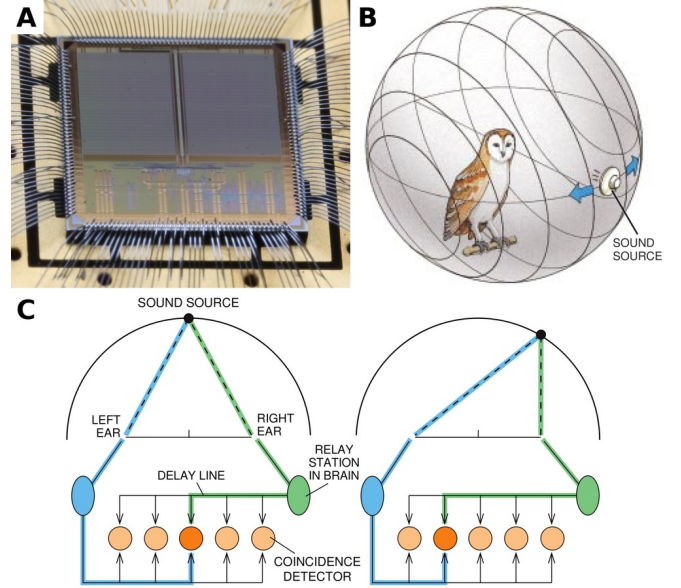 A
B
SOUND
SOURCE
C
SOUND SOURCE
LEFT
EAR
RIGHT
EAR
RELAY
STATION
IN BRAIN
DELAY LINE
COINCIDENCE
DETECTOR